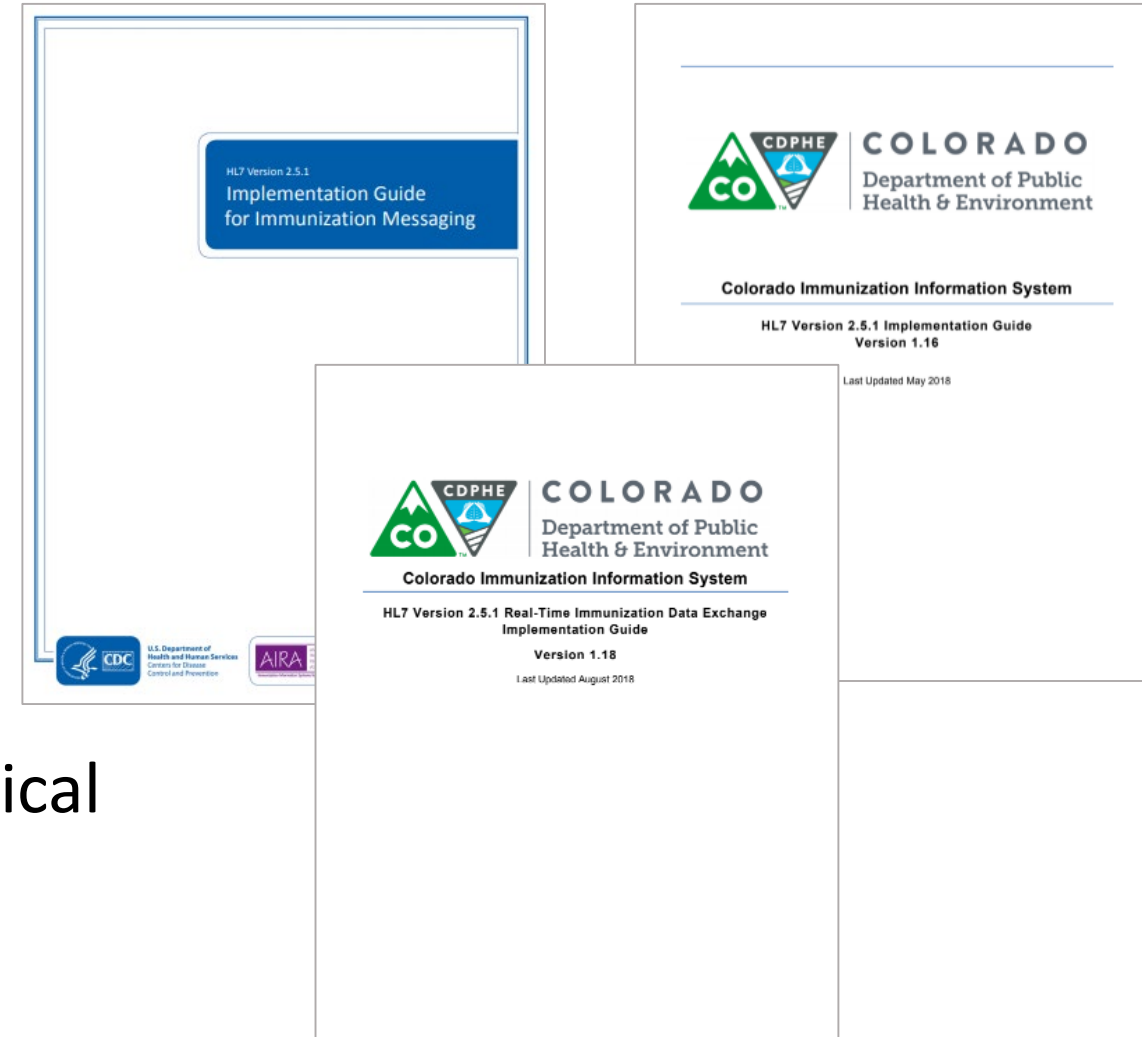 HL7 Version 2.5.1
Implementation Guide
for Immunization Messaging
CDC
U.S. Department of
Health and Human Services
Centers for Disease
Control and Prevention
AIRA
CDPHE
CO
COLORADO
Department of Public
Health & Environment
Colorado Immunization Information System
HL7 Version 2.5.1 Implementation Guide
Version 1.16
Last Updated May 2018
CDPHE
CO
COLORADO
Department of Public
Health & Environment
Colorado Immunization Information System
HL7 Version 2.5.1 Real-Time Immunization Data Exchange
Implementation Guide
Version 1.18
Last Updated August 2018
ical